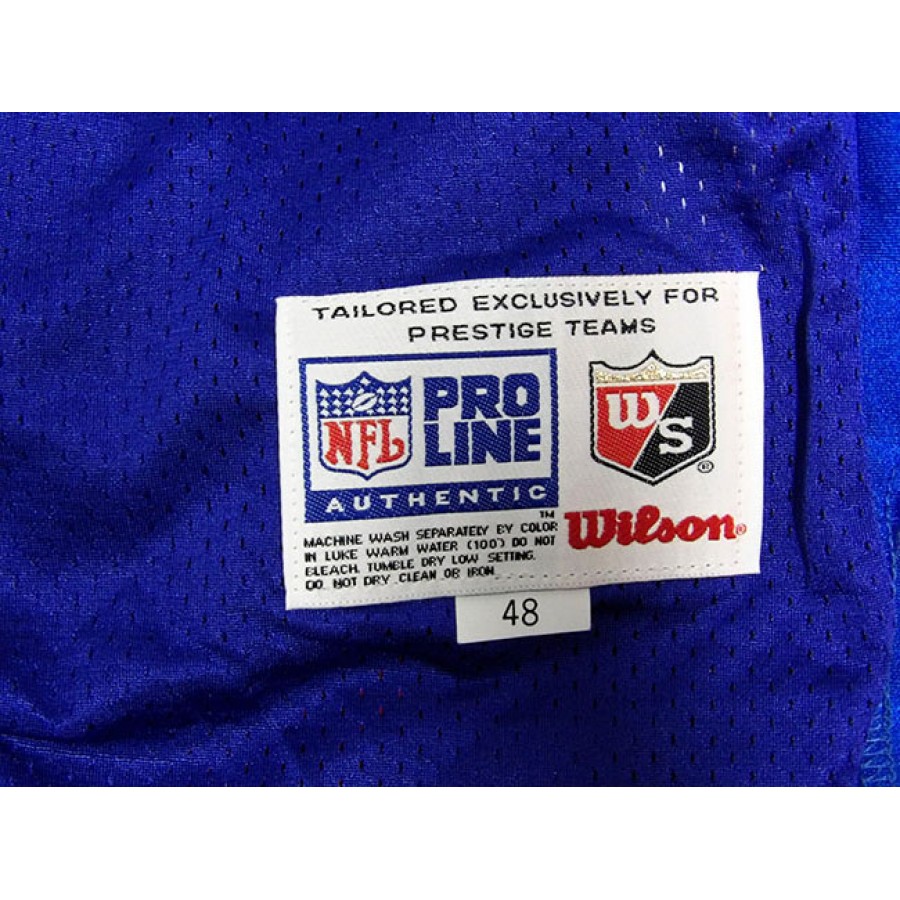 TAILORED EXCLUSIVELY FOR
PRESTIGE TEAMS
NFL
PRO
LINE
AUTHENTIC
™
MACHINE WASH SEPARATELY BY COLOR
IN LUKE WARM WATER (100) DO NOT
BLEACH. TUMBLE DRY LOW SETTING.
DO NOT DRY CLEAN OR IRON.
W
S
®
Wilson®
48